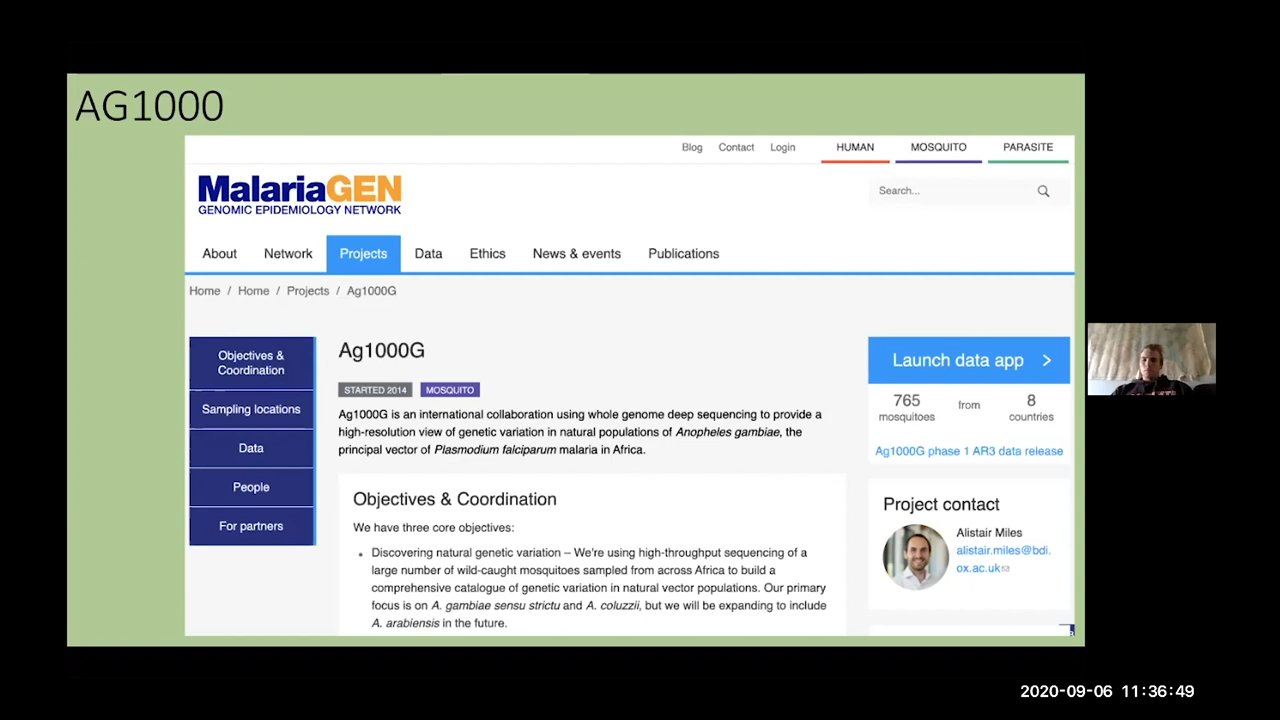 AG1000
Blog Contact Login HUMAN MOSQUITO PARASITE
MalariaGEN
GENOMIC EPIDEMIOLOGY NETWORK
Search...
About Network Projects Data Ethics News & events Publications
Home / Home / Projects / Ag1000G
Objectives &
Coordination
Sampling locations
Data
People
For partners
Ag1000G
STARTED 2014 MOSQUITO
Ag1000G is an international collaboration using whole genome deep sequencing to provide a
high-resolution view of genetic variation in natural populations of Anopheles gambiae, the
principal vector of Plasmodium falciparum malaria in Africa.
Objectives & Coordination
We have three core objectives:
• Discovering natural genetic variation – We're using high-throughput sequencing of a
large number of wild-caught mosquitoes sampled from across Africa to build a
comprehensive catalogue of genetic variation in natural vector populations. Our primary
focus is on A. gambiae sensu strictu and A. coluzzii, but we will be expanding to include
A. arabiensis in the future.
Launch data app >
765 from 8
mosquitoes countries
Ag1000G phase 1 AR3 data release
Project contact
Alistair Miles
alistair.miles@bdi.
ox.ac.uk
2020-09-06 11:36:49